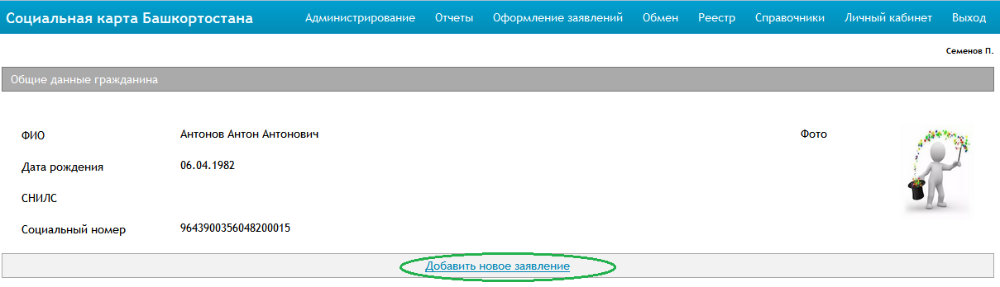 Социальная карта Башкортостана Администрирование Отчеты Оформление заявлений Обмен Реестр Справочники Личный кабинет Выход
Семенов П.
Общие данные гражданина
ФИО Антонов Антон Антонович Фото
Дата рождения 06.04.1982
СНИЛС
Социальный номер 9643900356048200015
Добавить новое заявление